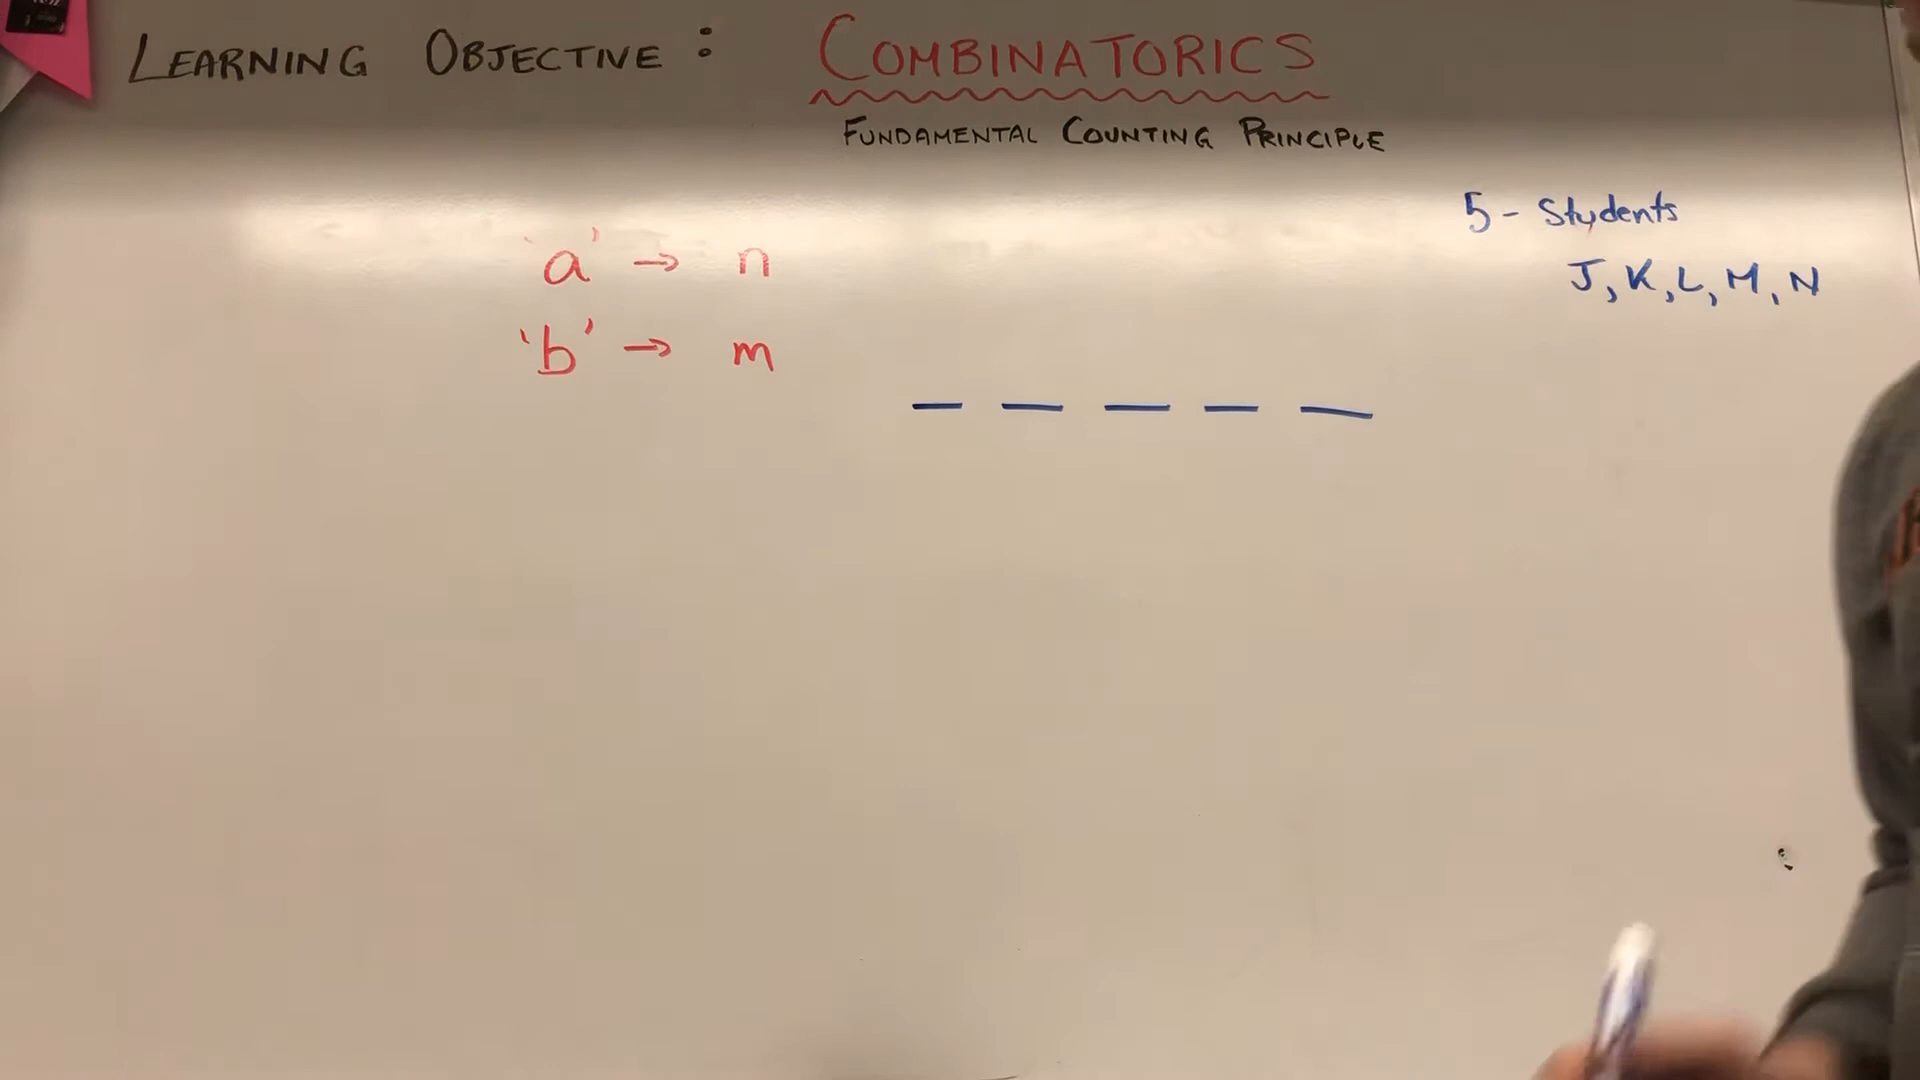 LEARNING OBJECTIVE : COMBINATORICS
FUNDAMENTAL COUNTING PRINCIPLE
5 - Students
J, K, L, M, N
'a' → n
'b' → m